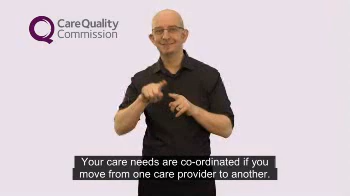 CareQuality
Commission
Your care needs are co-ordinated if you
move from one care provider to another.